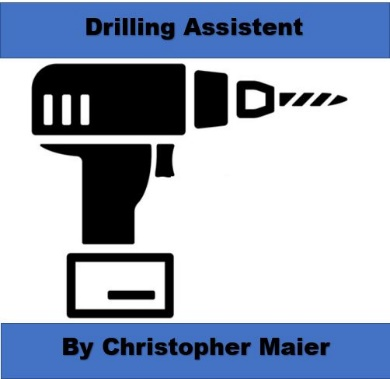 Drilling Assistent
By Christopher Maier